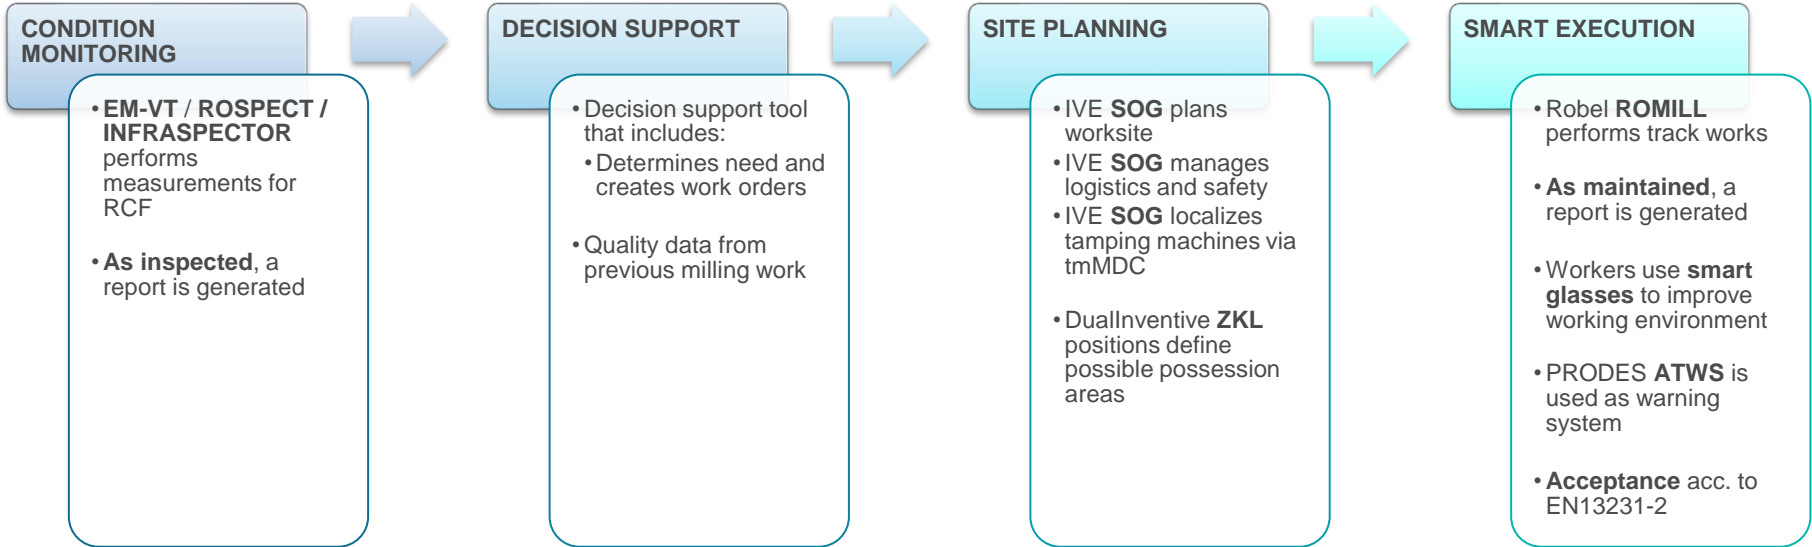 CONDITION
MONITORING
• EM-VT / ROSPECT /
INFRASPECTOR
performs
measurements for
RCF
• As inspected, a
report is generated
DECISION SUPPORT
• Decision support tool
that includes:
• Determines need and
creates work orders
• Quality data from
previous milling work
SITE PLANNING
• IVE SOG plans
worksite
• IVE SOG manages
logistics and safety
• IVE SOG localizes
tamping machines via
tmMDC
• DualInventive ZKL
positions define
possible possession
areas
SMART EXECUTION
• Robel ROMILL
performs track works
• As maintained, a
report is generated
• Workers use smart
glasses to improve
working environment
• PRODES ATWS is
used as warning
system
• Acceptance acc. to
EN13231-2